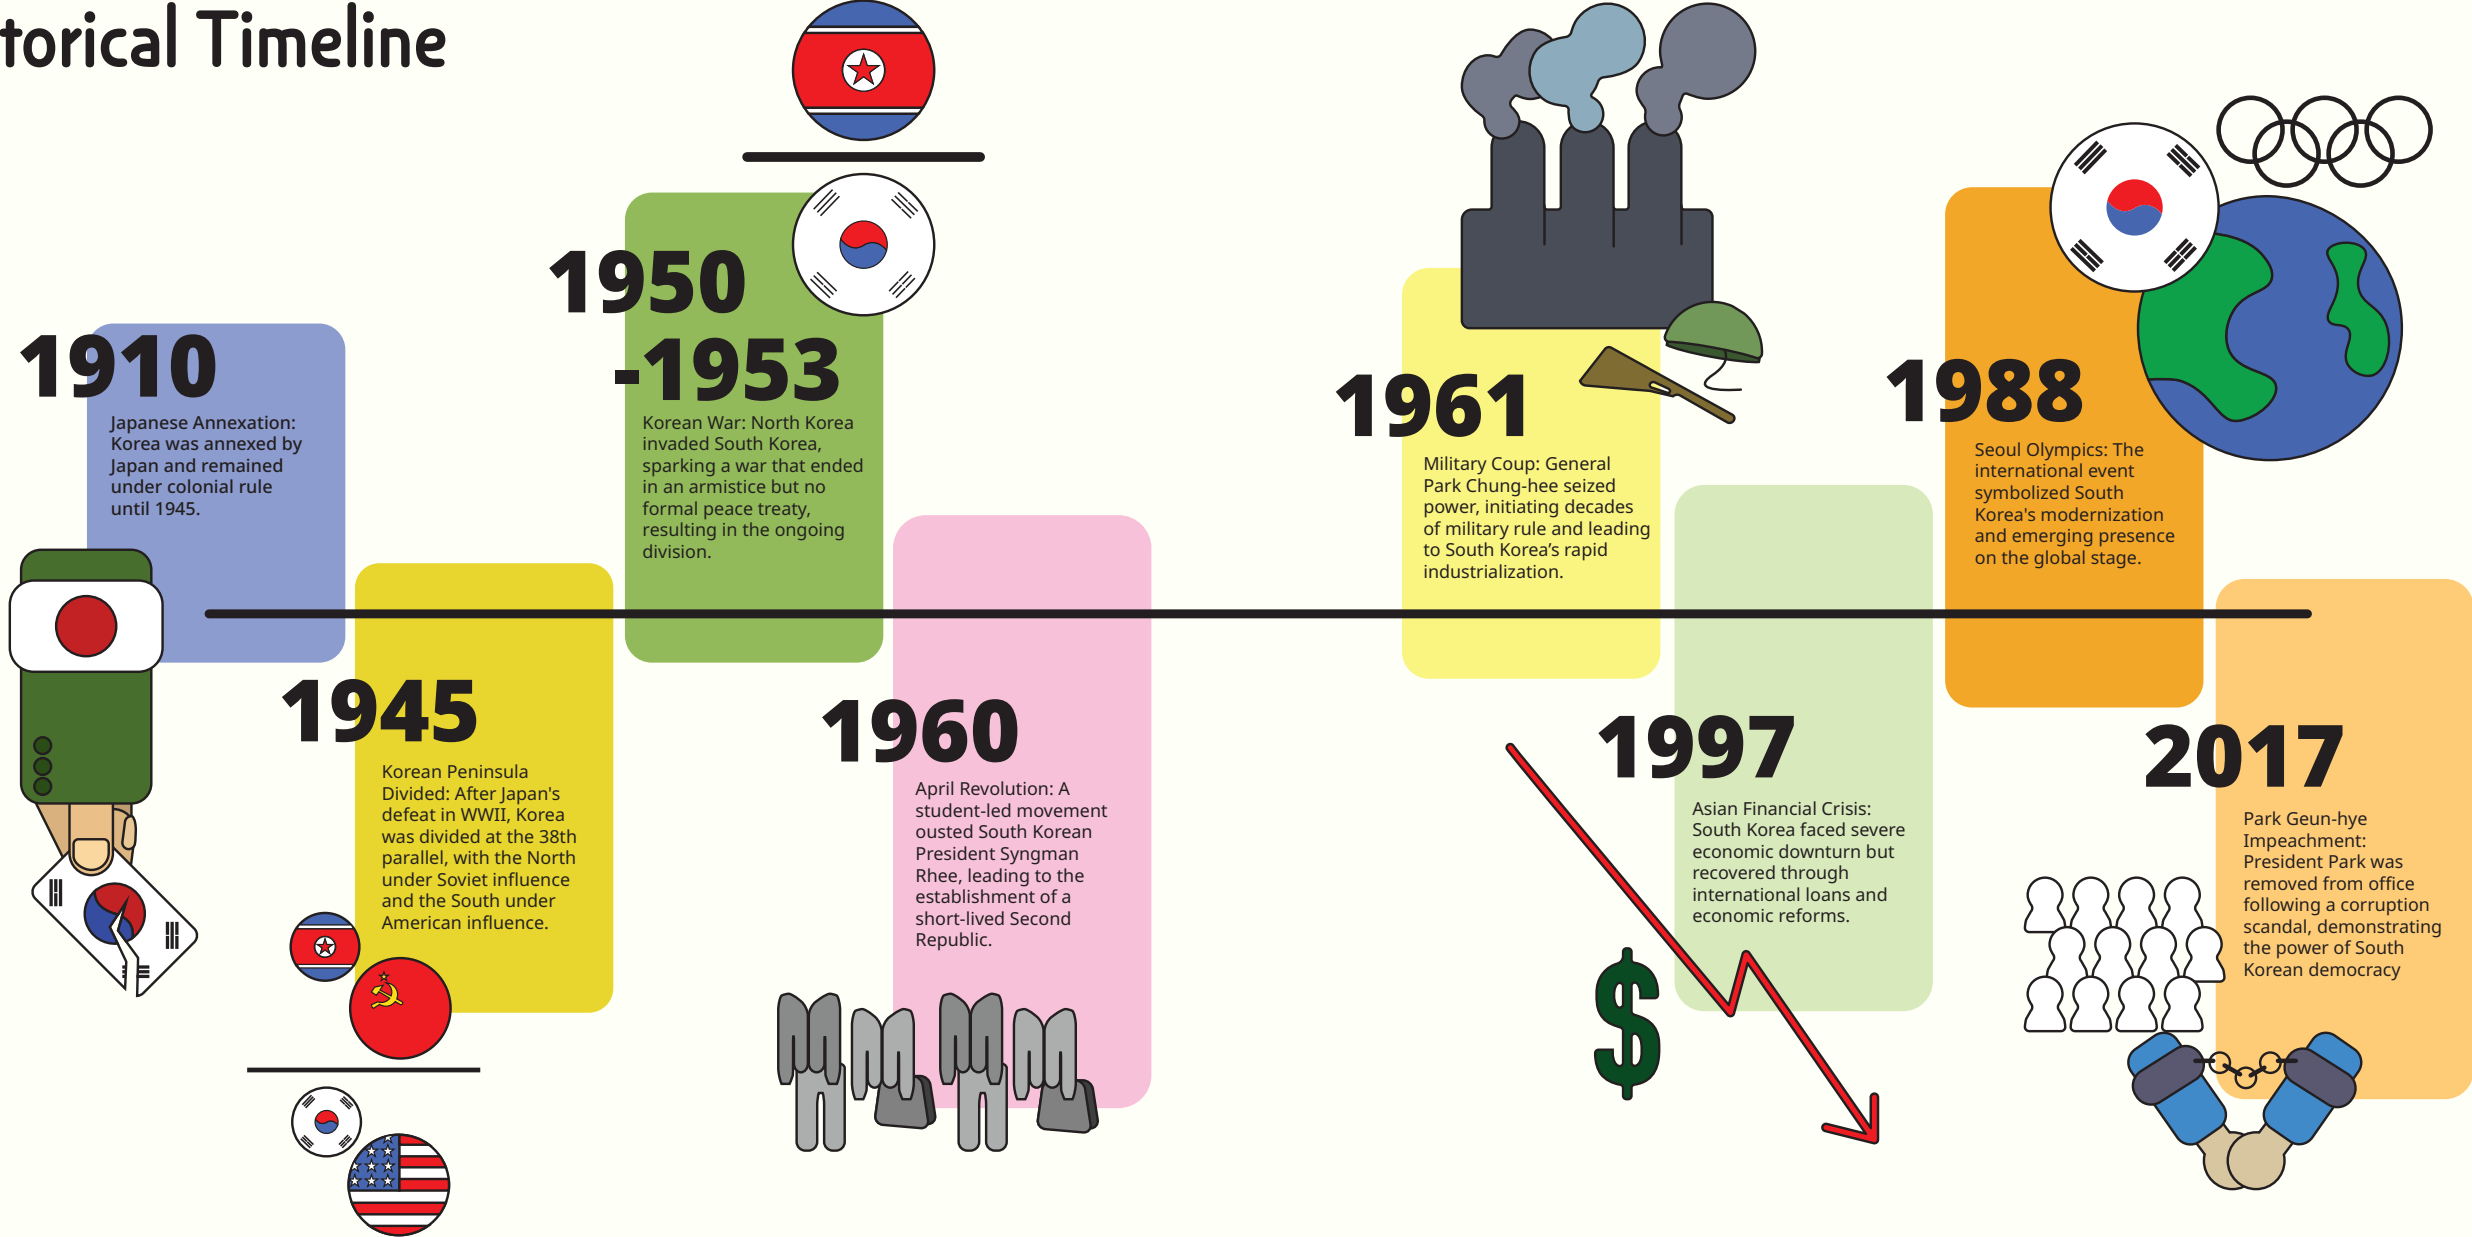 torical Timeline
1910
Japanese Annexation:
Korea was annexed by
Japan and remained
under colonial rule
until 1945.
1945
Korean Peninsula
Divided: After Japan's
defeat in WWII, Korea
was divided at the 38th
parallel, with the North
under Soviet influence
and the South under
American influence.
1950
-1953
Korean War: North Korea
invaded South Korea,
sparking a war that ended
in an armistice but no
formal peace treaty,
resulting in the ongoing
division.
1960
April Revolution: A
student-led movement
ousted South Korean
President Syngman
Rhee, leading to the
establishment of a
short-lived Second
Republic.
1961
Military Coup: General
Park Chung-hee seized
power, initiating decades
of military rule and leading
to South Korea’s rapid
industrialization.
1997
Asian Financial Crisis:
South Korea faced severe
economic downturn but
recovered through
international loans and
economic reforms.
$
1988
Seoul Olympics: The
international event
symbolized South
Korea's modernization
and emerging presence
on the global stage.
2017
Park Geun-hye
Impeachment:
President Park was
removed from office
following a corruption
scandal, demonstrating
the power of South
Korean democracy